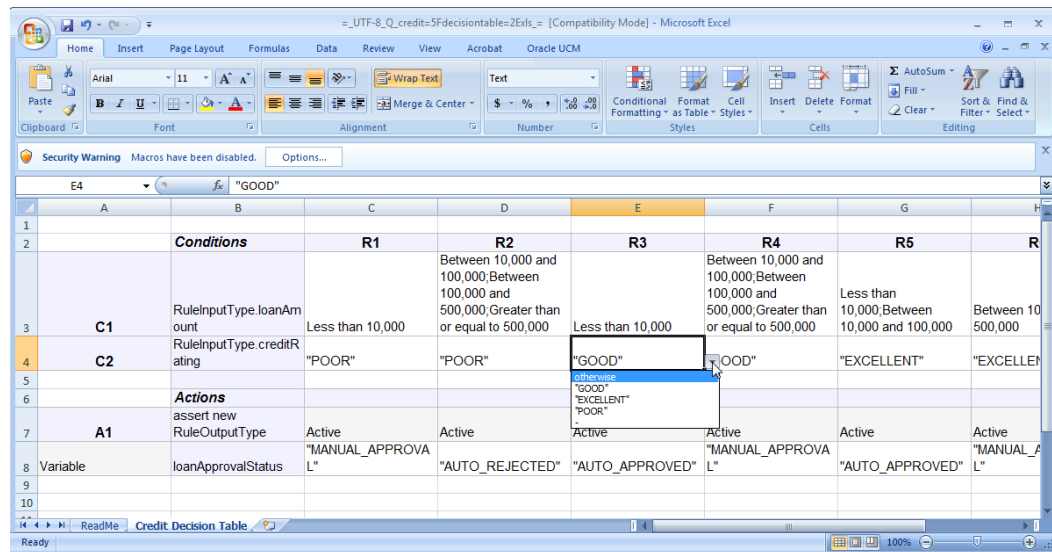 =_UTF-8_Q_credit=5Fdecisiontable=2Exls_= [Compatibility Mode] - Microsoft Excel
Home Insert Page Layout Formulas Data Review View Acrobat Oracle UCM
Paste
Arial 11
B I U A
Wrap Text
Merge & Center
Text
$ % ,
Conditional Formatting
Format as Table
Cell Styles
Insert Delete Format
Σ AutoSum
Fill
Clear
Sort & Filter
Find & Select
Clipboard Font Alignment Number Styles Cells Editing
Security Warning Macros have been disabled. Options...
E4 fx "GOOD"
A B C D E F G H
1
2 Conditions R1 R2 R3 R4 R5 R
3 C1
RuleInputType.loanAm
ount
Less than 10,000
Between 10,000 and
100,000;Between
100,000 and
500,000;Greater than
or equal to 500,000
Less than 10,000
Between 10,000 and
100,000;Between
100,000 and
500,000;Greater than
or equal to 500,000
Less than
10,000;Between
10,000 and 100,000
Between 10
500,000
4 C2
RuleInputType.creditR
ating
"POOR" "POOR" "GOOD" OOD" "EXCELLENT" "EXCELLEN
otherwise
"GOOD"
"EXCELLENT"
"POOR"
-
5
6 Actions
7 A1
assert new
RuleOutputType
Active Active Active Active Active Active
8 Variable loanApprovalStatus
"MANUAL_APPROVA
L"
"AUTO_REJECTED"
"AUTO_APPROVED"
"MANUAL_APPROVA
L"
"AUTO_APPROVED"
"MANUAL_A
L"
9
10
ReadMe Credit Decision Table
Ready 100%